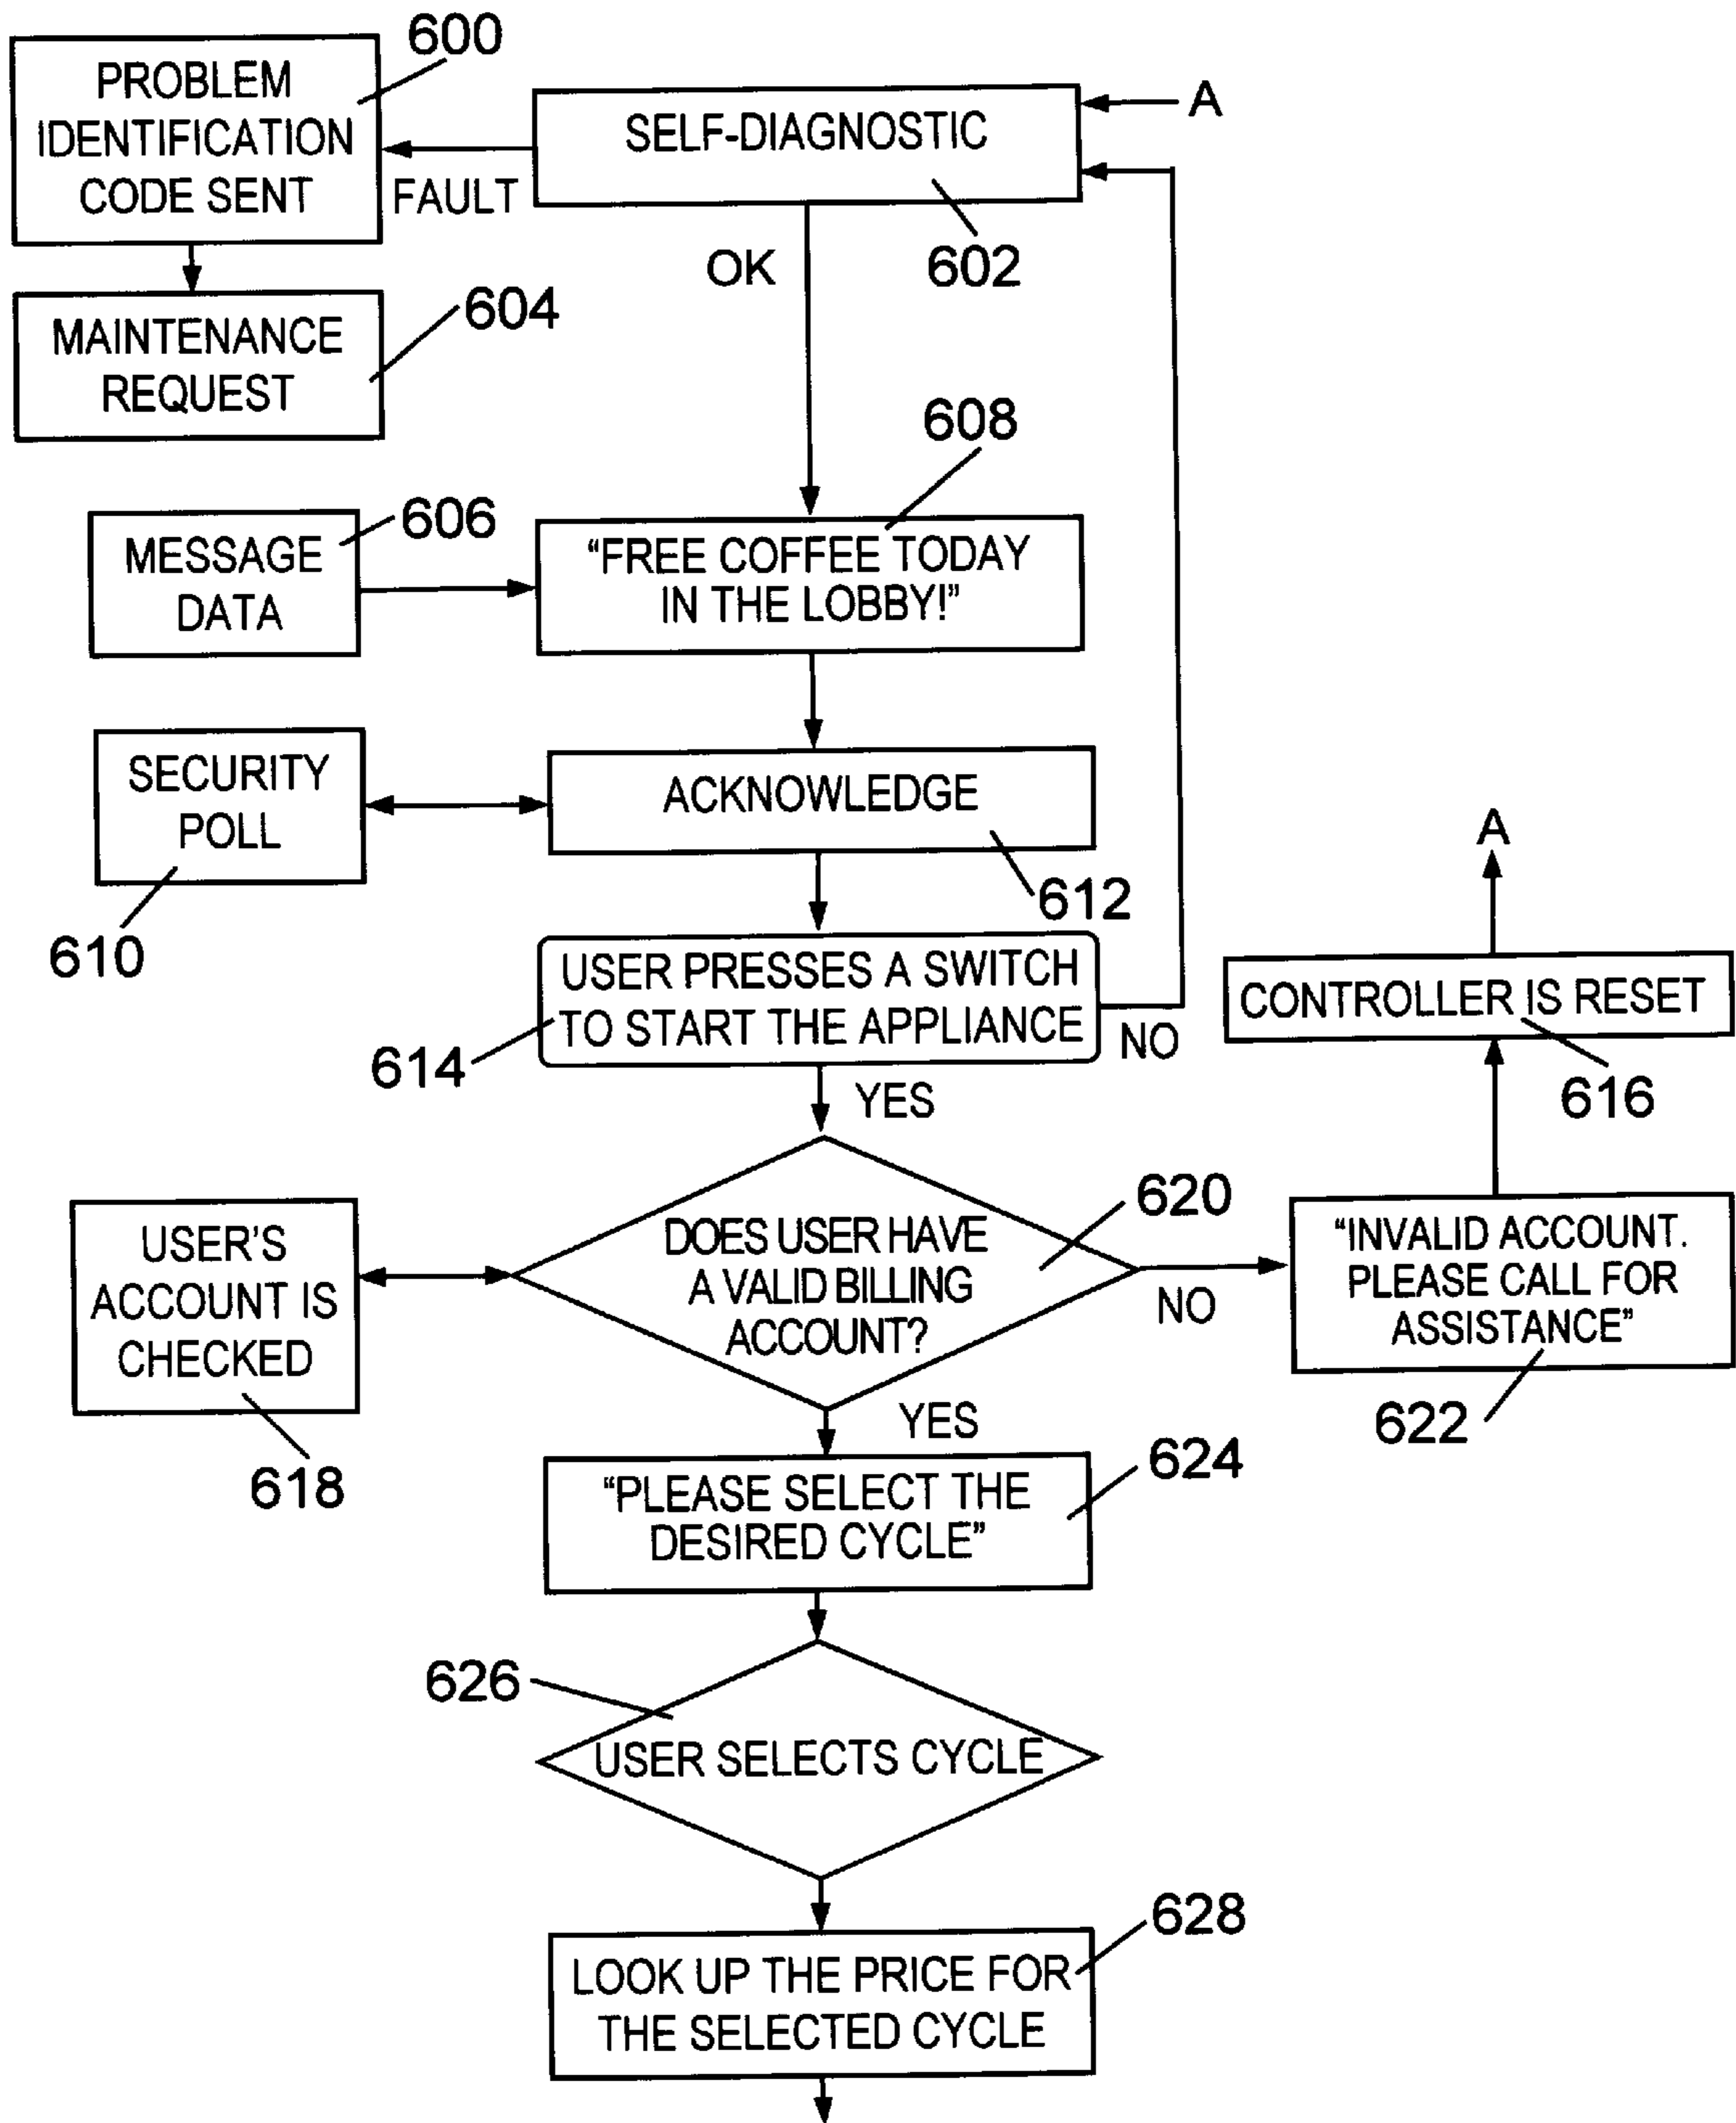 600
PROBLEM
IDENTIFICATION
CODE SENT
FAULT
SELF-DIAGNOSTIC
A
602
OK
MAINTENANCE
REQUEST
604
608
606
MESSAGE
DATA
“FREE COFFEE TODAY
IN THE LOBBY!”
SECURITY
POLL
610
ACKNOWLEDGE
612
A
USER PRESSES A SWITCH
TO START THE APPLIANCE
614
NO
YES
CONTROLLER IS RESET
616
USER'S
ACCOUNT IS
CHECKED
618
DOES USER HAVE
A VALID BILLING
ACCOUNT?
620
NO
YES
“INVALID ACCOUNT.
PLEASE CALL FOR
ASSISTANCE”
622
“PLEASE SELECT THE
DESIRED CYCLE”
624
626
USER SELECTS CYCLE
628
LOOK UP THE PRICE FOR
THE SELECTED CYCLE